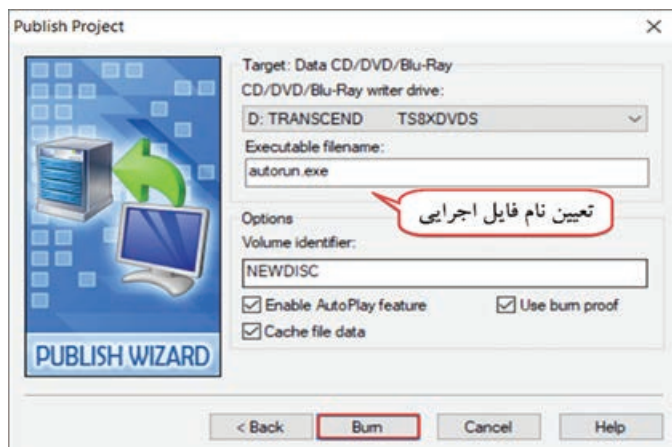 Publish Project
Target: Data CD/DVD/Blu-Ray
CD/DVD/Blu-Ray writer drive:
D: TRANSCEND TS8XDVDS
Executable filename:
autorun.exe
تعیین نام فایل اجرایی
Options
Volume identifier:
NEWDISC
Enable AutoPlay feature
Use burn proof
Cache file data
PUBLISH WIZARD
< Back
Burn
Cancel
Help